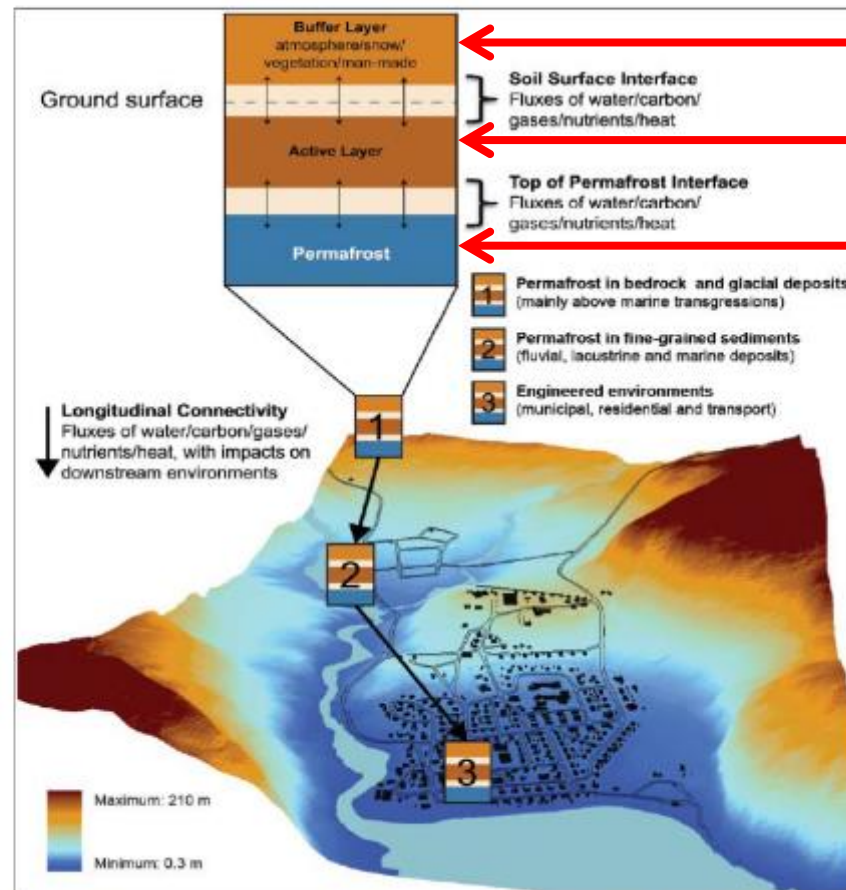 Buffer Layer
atmosphere/snow/
vegetation/man-made
Ground surface
Soil Surface Interface
Fluxes of water/carbon/
gases/nutrients/heat
Active Layer
Top of Permafrost Interface
Fluxes of water/carbon/
gases/nutrients/heat
Permafrost
1
Permafrost in bedrock and glacial deposits
(mainly above marine transgressions)
2
Permafrost in fine-grained sediments
(fluvial, lacustrine and marine deposits)
3
Engineered environments
(municipal, residential and transport)
Longitudinal Connectivity
Fluxes of water/carbon/gases/
nutrients/heat, with impacts on
downstream environments
1
2
3
Maximum: 210 m
Minimum: 0.3 m